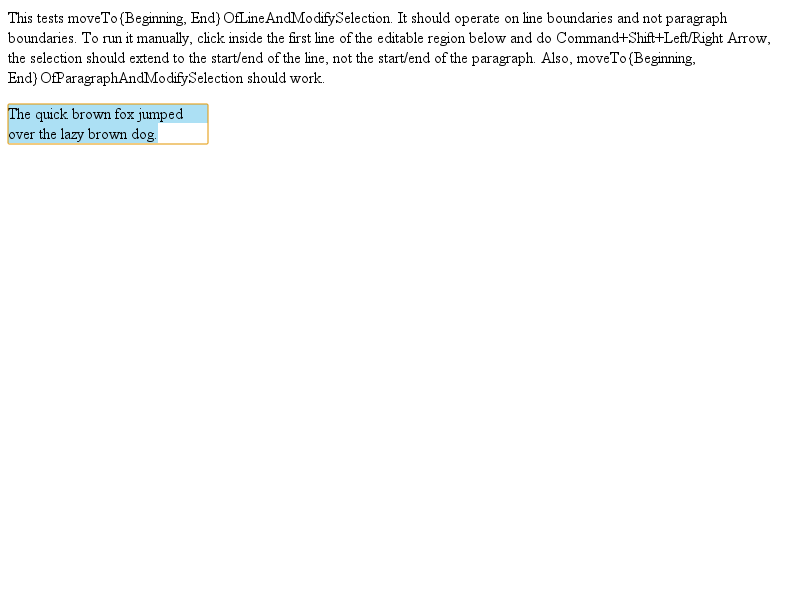 This tests moveTo{Beginning, End}OfLineAndModifySelection. It should operate on line boundaries and not paragraph
boundaries. To run it manually, click inside the first line of the editable region below and do Command+Shift+Left/Right Arrow,
the selection should extend to the start/end of the line, not the start/end of the paragraph. Also, moveTo{Beginning,
End}OfParagraphAndModifySelection should work.
The quick brown fox jumped
over the lazy brown dog.